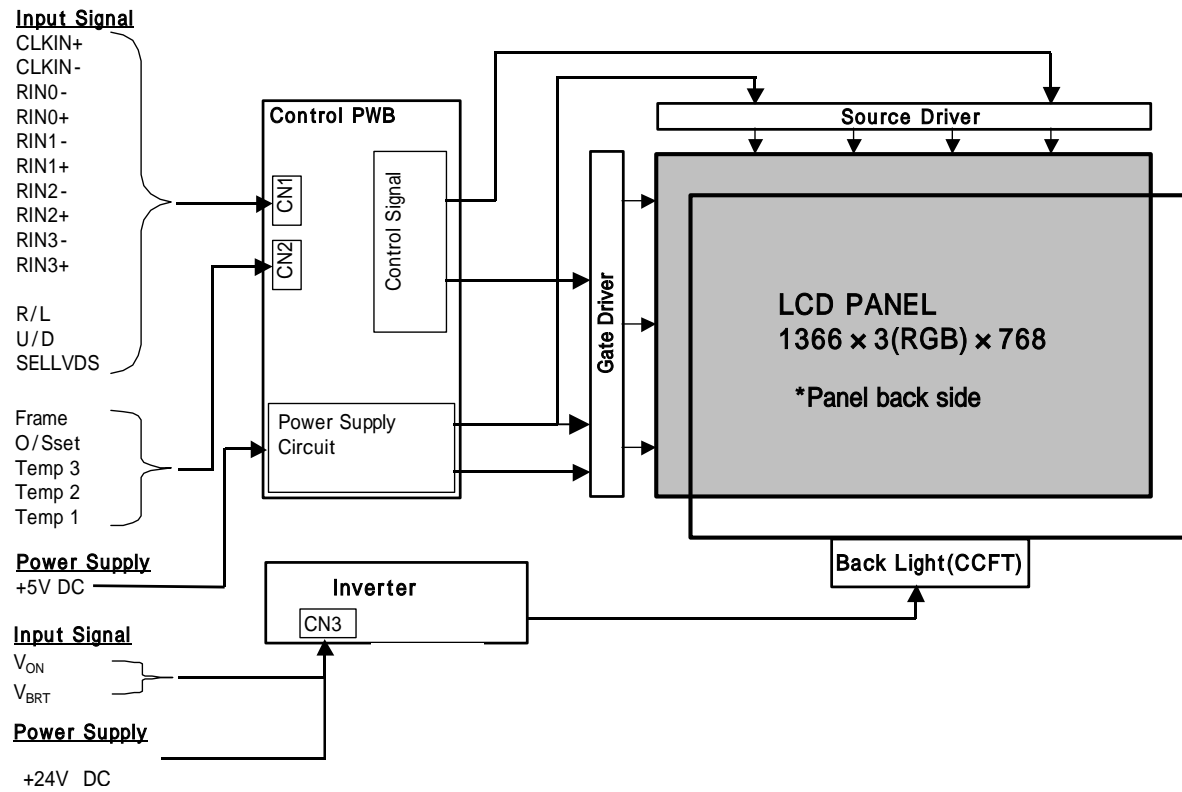 Input Signal
CLKIN+
CLKIN-
RIN0-
RIN0+
RIN1-
RIN1+
RIN2-
RIN2+
RIN3-
RIN3+
R/L
U/D
SELLVDS
Frame
O/Sset
Temp 3
Temp 2
Temp 1
Power Supply
+5V DC
Input Signal
VON
VBRT
Power Supply
+24V DC
Control PWB
CN1
CN2
Control Signal
Power Supply
Circuit
Inverter
CN3
Source Driver
Gate Driver
LCD PANEL
1366 × 3(RGB) × 768
*Panel back side
Back Light(CCFT)